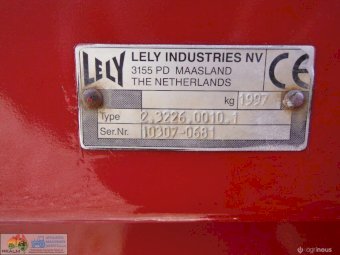 LELY
LELY INDUSTRIES NV
3155 PD MAASLAND
THE NETHERLANDS
CE
kg 1997
Type 2.3226.0010.1
Ser.Nr. 10307-0681
agrineus